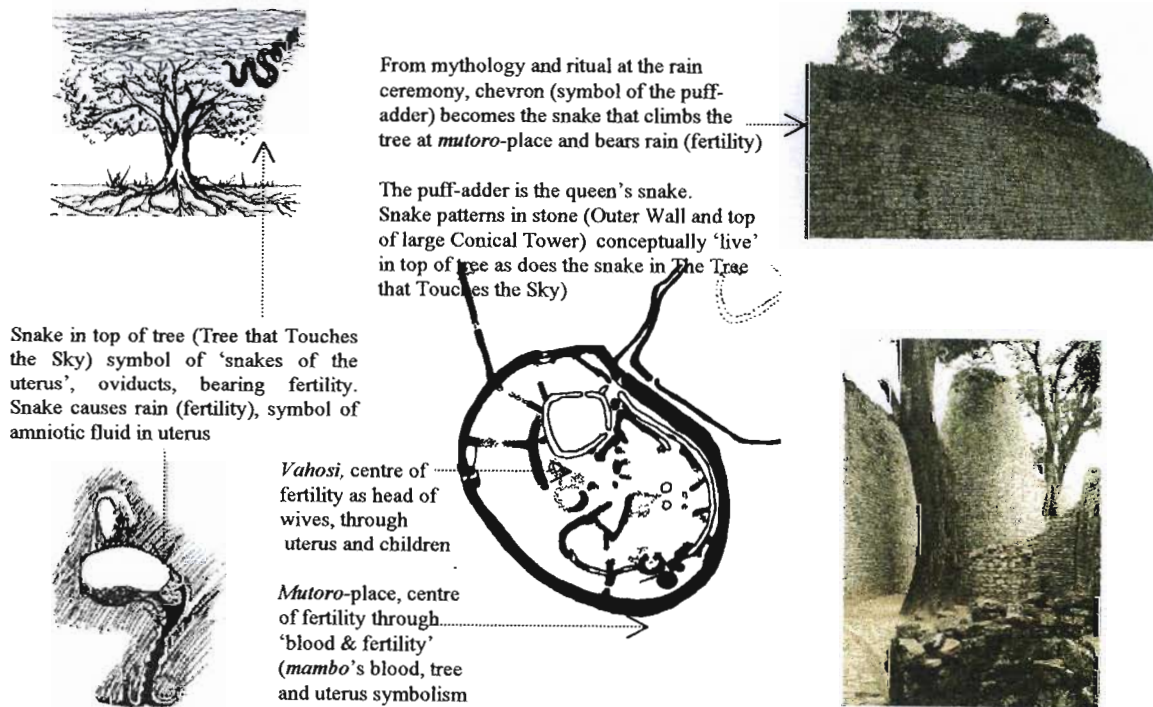 From mythology and ritual at the rain
ceremony, chevron (symbol of the puff-
adder) becomes the snake that climbs the
tree at mutoro-place and bears rain (fertility)
The puff-adder is the queen's snake.
Snake patterns in stone (Outer Wall and top
of large Conical Tower) conceptually 'live'
in top of tree as does the snake in The Tree
that Touches the Sky)
Snake in top of tree (Tree that Touches
the Sky) symbol of 'snakes of the
uterus', oviducts, bearing fertility.
Snake causes rain (fertility), symbol of
amniotic fluid in uterus
Vahosi, centre of
fertility as head of
wives, through
uterus and children
Mutoro-place, centre
of fertility through
'blood & fertility'
(mambo's blood, tree
and uterus symbolism